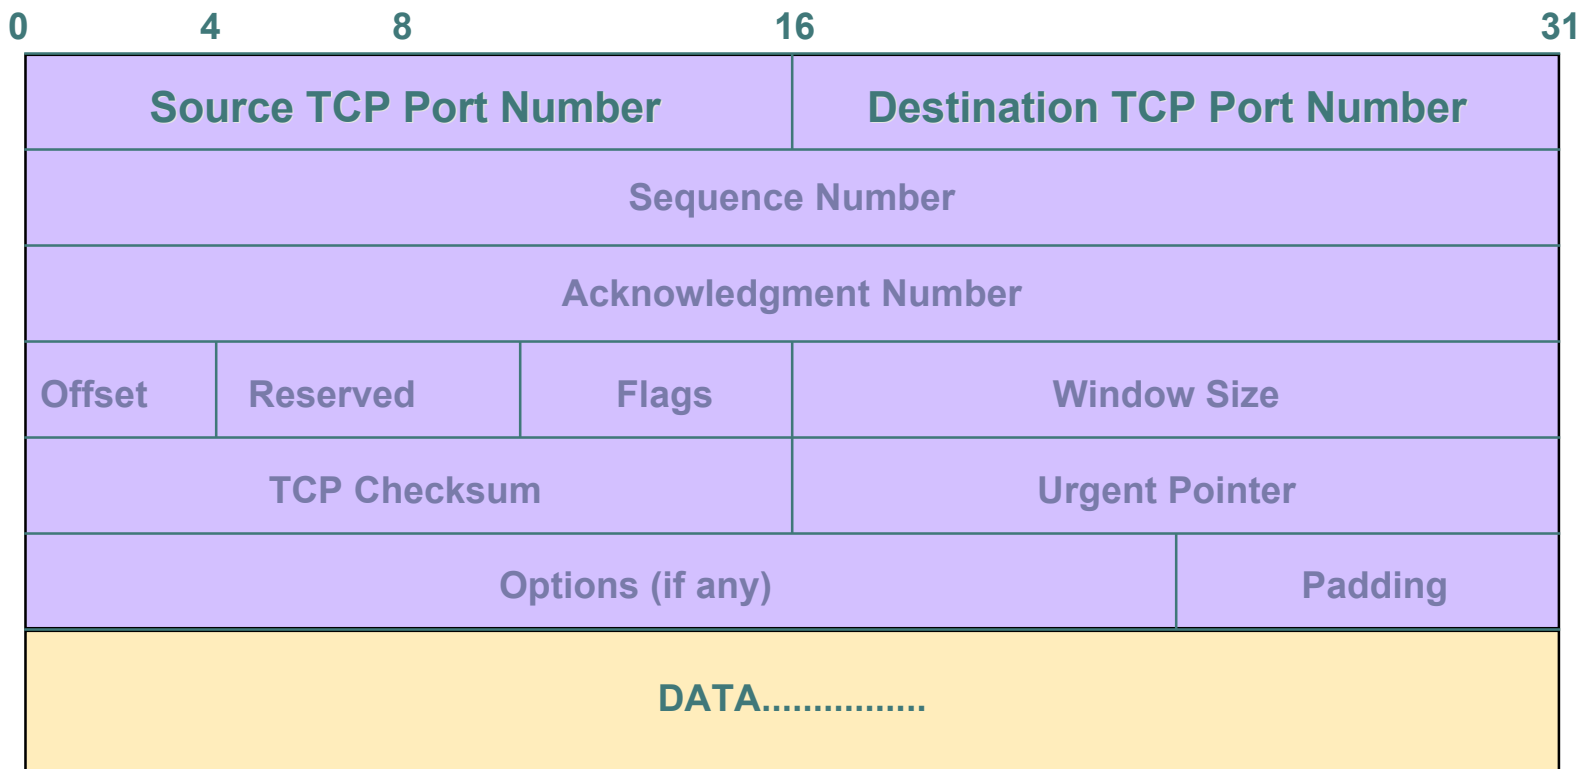 0 4 8 16 31
Source TCP Port Number Destination TCP Port Number
Sequence Number
Acknowledgment Number
Offset Reserved Flags Window Size
TCP Checksum Urgent Pointer
Options (if any) Padding
DATA................